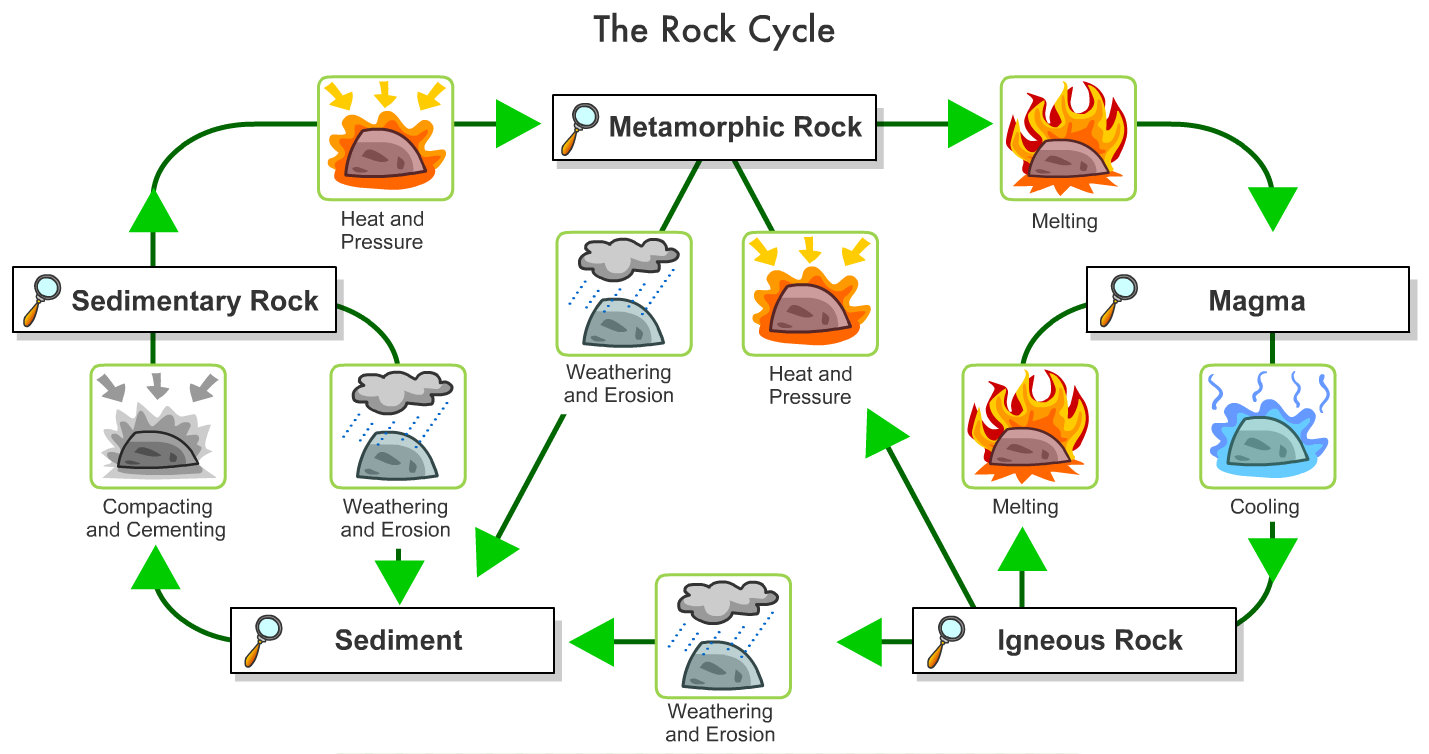 The Rock Cycle
Metamorphic Rock
Heat and
Pressure
Melting
Sedimentary Rock
Magma
Weathering
and Erosion
Heat and
Pressure
Compacting
and Cementing
Weathering
and Erosion
Melting
Cooling
Sediment
Igneous Rock
Weathering
and Erosion